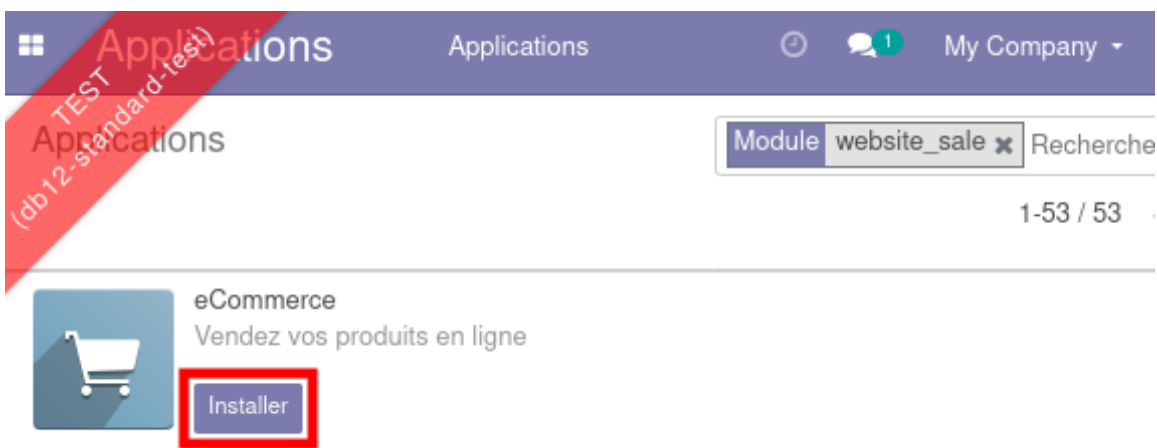 Applications
Applications
1
My Company
TEST
(db12-standard-test)
Applications
Module website_sale
Recherche
1-53 / 53
eCommerce
Vendez vos produits en ligne
Installer